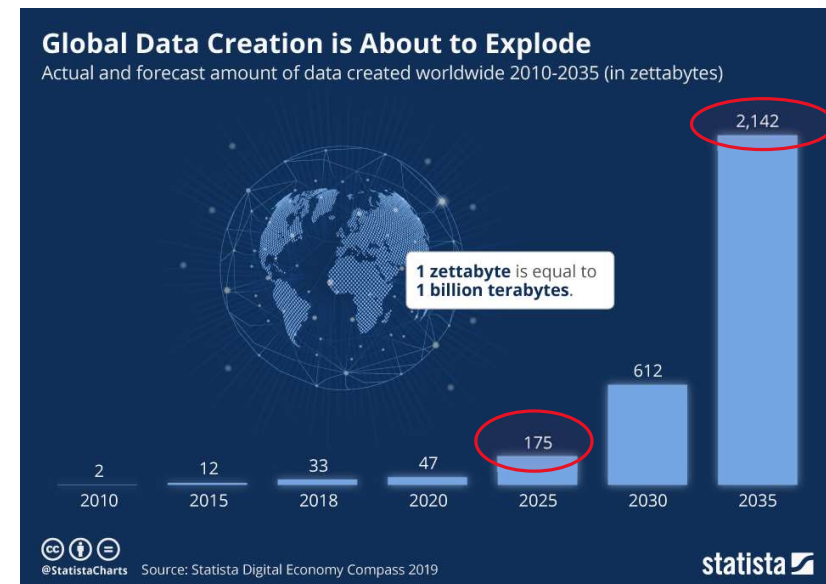 Global Data Creation is About to Explode
Actual and forecast amount of data created worldwide 2010-2035 (in zettabytes)
2,142
1 zettabyte is equal to
1 billion terabytes.
612
175
47
33
12
2
2010 2015 2018 2020 2025 2030 2035
cc
@StatistaCharts Source: Statista Digital Economy Compass 2019
statista